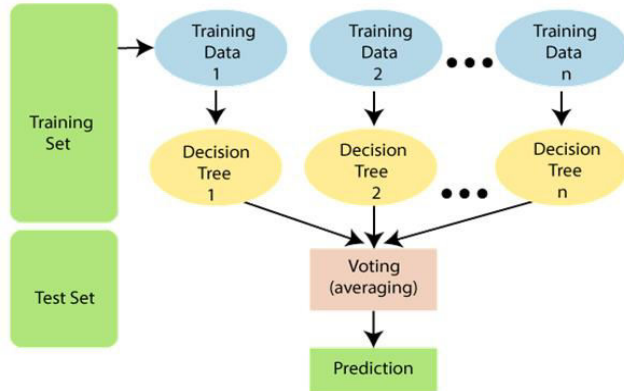 Training
Set
Test Set
Training
Data
1
Training
Data
2
Training
Data
n
Decision
Tree
1
Decision
Tree
2
Decision
Tree
n
Voting
(averaging)
Prediction